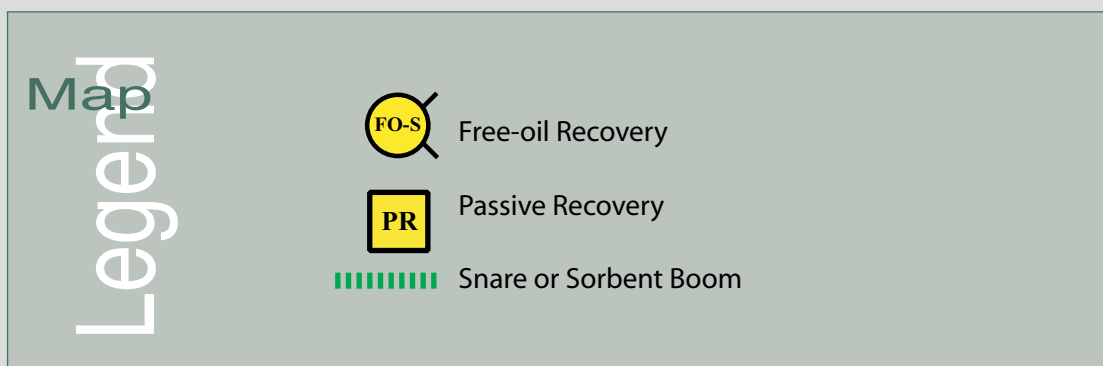 Map
Legend
FO-S Free-oil Recovery
PR Passive Recovery
Snare or Sorbent Boom